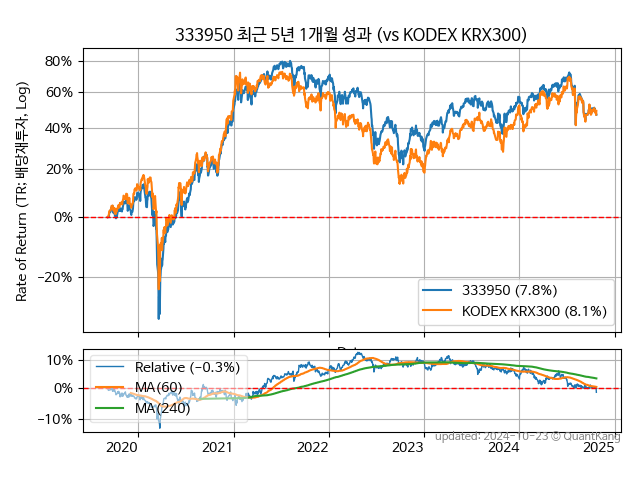 333950 최근 5년 1개월 성과 (vs KODEX KRX300)
Rate of Return (TR: 배당재투자, Log)
80%
60%
40%
20%
0%
−20%
333950 (7.8%)
KODEX KRX300 (8.1%)
10%
0%
−10%
Relative (−0.3%)
MA(60)
MA(240)
updated: 2024-10-23 © QuantKang
2020 2021 2022 2023 2024 2025